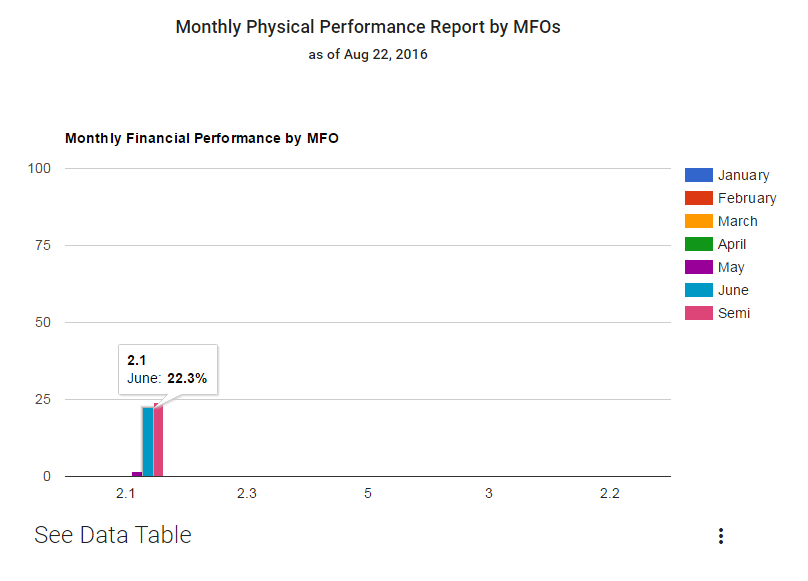 Monthly Physical Performance Report by MFOs
as of Aug 22, 2016
Monthly Financial Performance by MFO
100
75
50
25
0
2.1
June: 22.3%
2.1
2.3
5
3
2.2
January
February
March
April
May
June
Semi
See Data Table